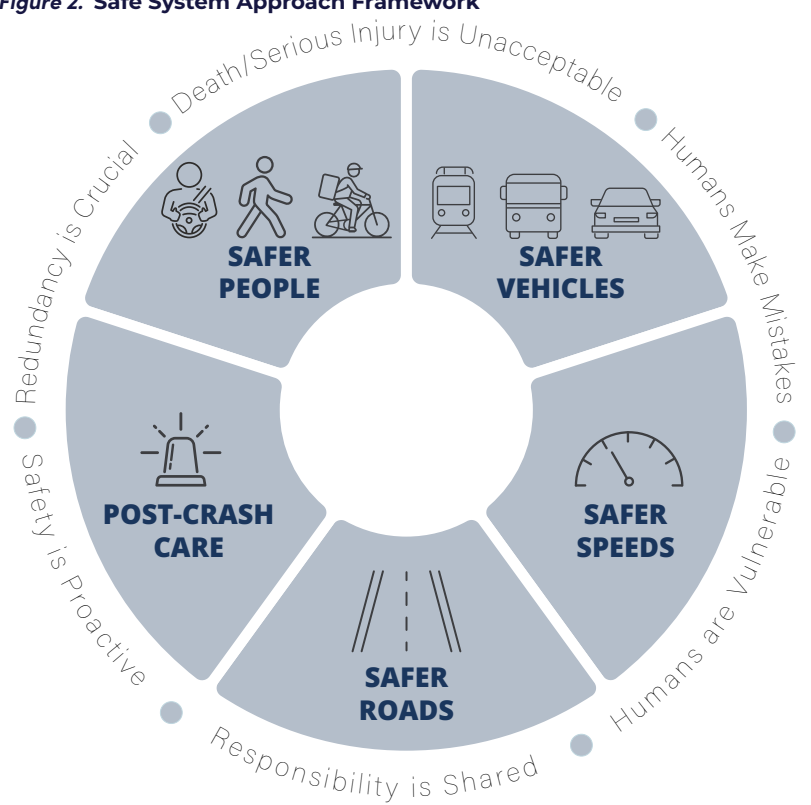 Figure 2. Safe System Approach Framework
Death/Serious Injury is Unacceptable
Humans Make Mistakes
Humans are Vulnerable
Responsibility is Shared
Safety is Proactive
Redundancy is Crucial
SAFER
PEOPLE
SAFER
VEHICLES
SAFER
SPEEDS
SAFER
ROADS
POST-CRASH
CARE